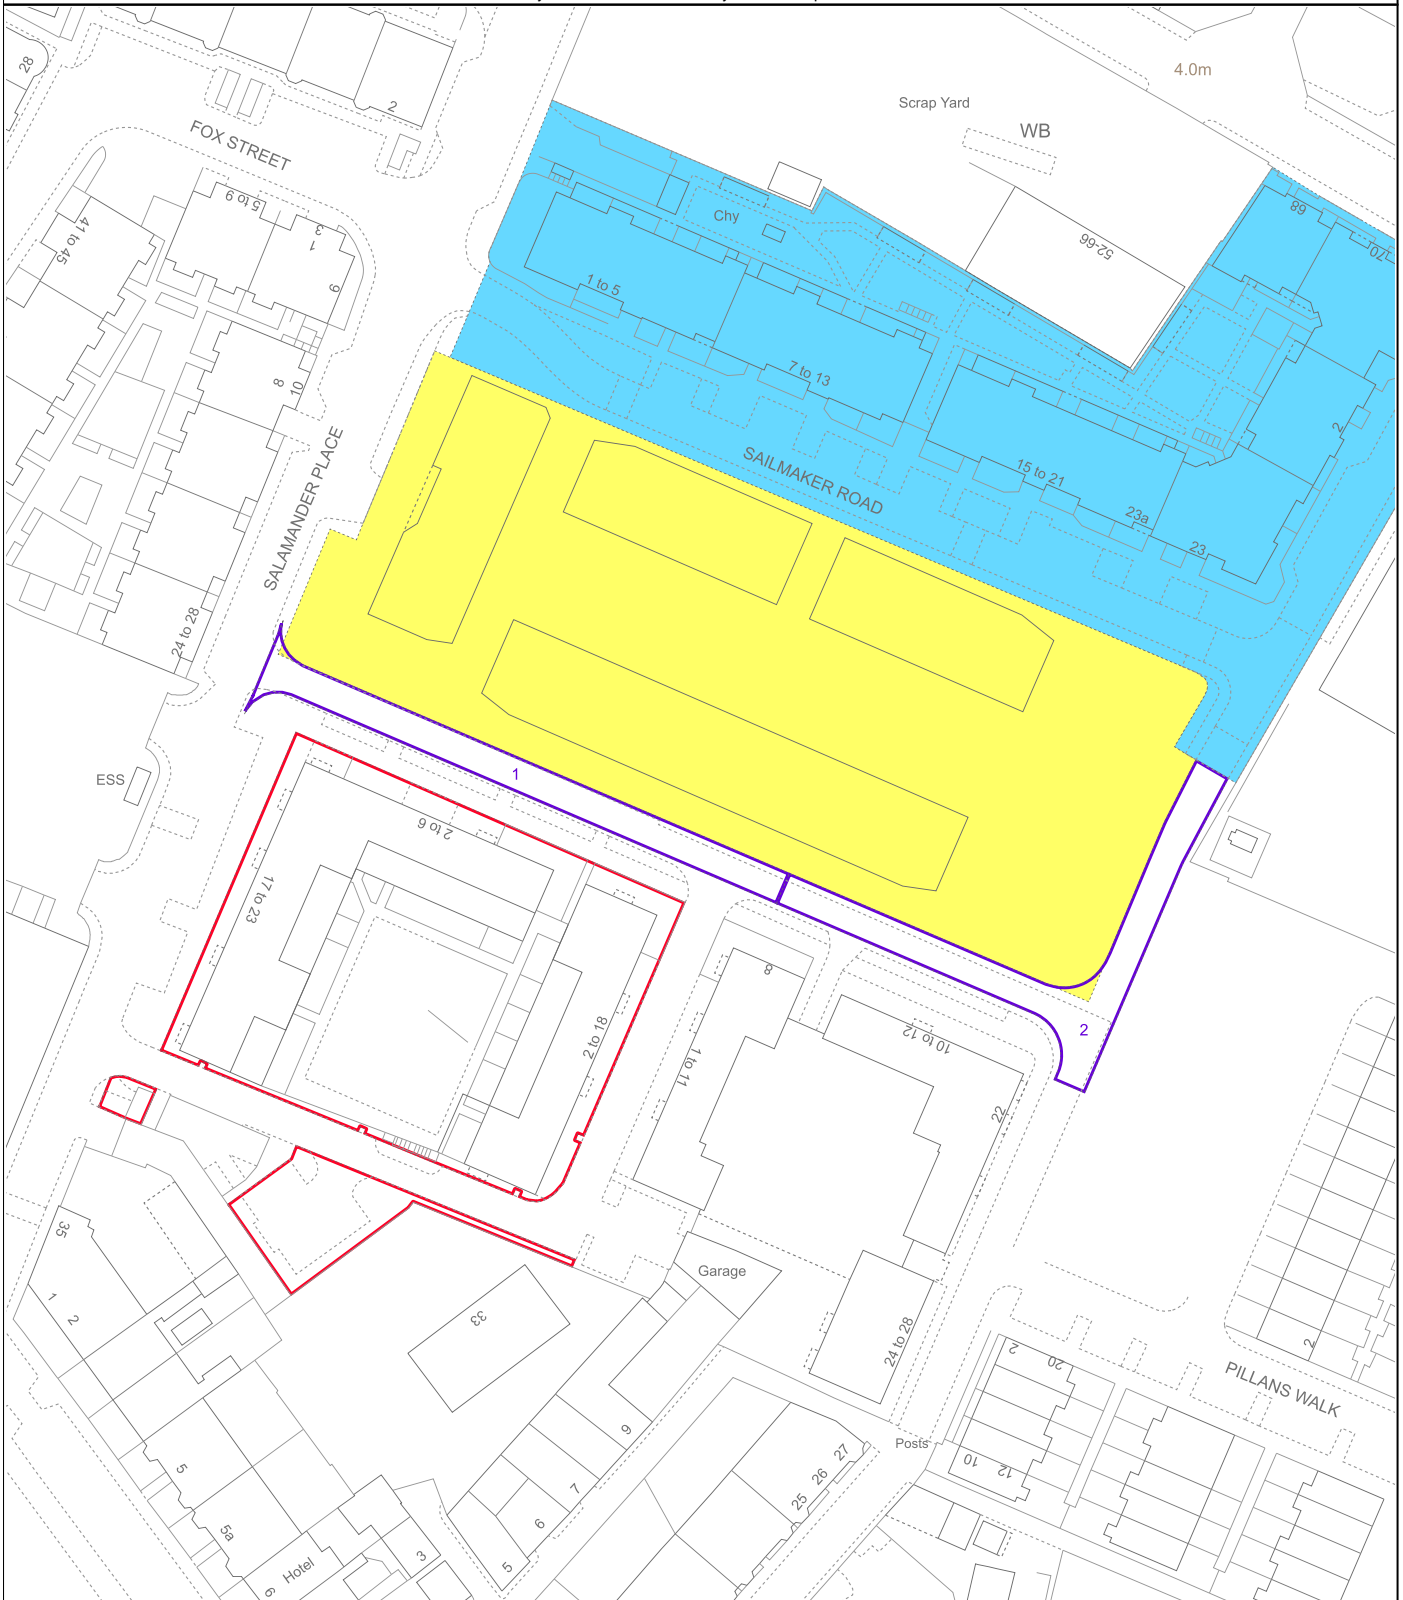 28
2
4.0m
Scrap Yard
WB
FOX STREET
5 to 9
3
1
9
41 to 45
Chy
52-66
68
70
1 to 5
7 to 13
8
10
2
SAILMAKER ROAD
15 to 21
23a
23
SALAMANDER PLACE
24 to 28
ESS
1
2 to 6
17 to 23
2 to 18
8
1 to 11
10 to 12
2
22
35
1
2
33
Garage
24 to 28
2
20
2
PILLANS WALK
Posts
10
12
9
7
6
5
27
26
25
5
5a
Hotel
6
3